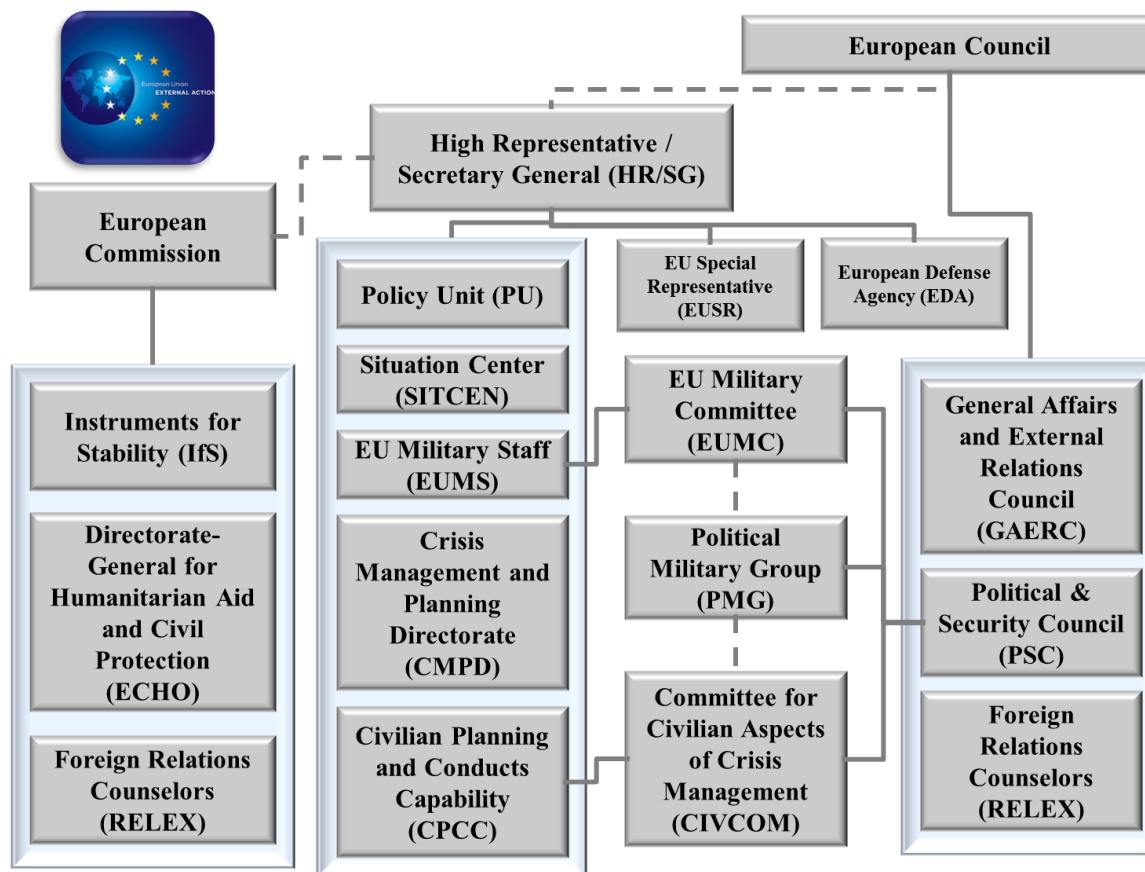 European Union
EXTERNAL ACTION
European Council
High Representative /
Secretary General (HR/SG)
European
Commission
Policy Unit (PU)
EU Special
Representative
(EUSR)
European Defense
Agency (EDA)
Situation Center
(SITCEN)
EU Military Staff
(EUMS)
Crisis
Management and
Planning
Directorate
(CMPD)
Civilian Planning
and Conducts
Capability
(CPCC)
Instruments for
Stability (IfS)
Directorate-
General for
Humanitarian Aid
and Civil
Protection
(ECHO)
Foreign Relations
Counselors
(RELEX)
EU Military
Committee
(EUMC)
Political
Military Group
(PMG)
Committee for
Civilian Aspects
of Crisis
Management
(CIVCOM)
General Affairs
and External
Relations
Council
(GAERC)
Political &
Security Council
(PSC)
Foreign
Relations
Counselors
(RELEX)